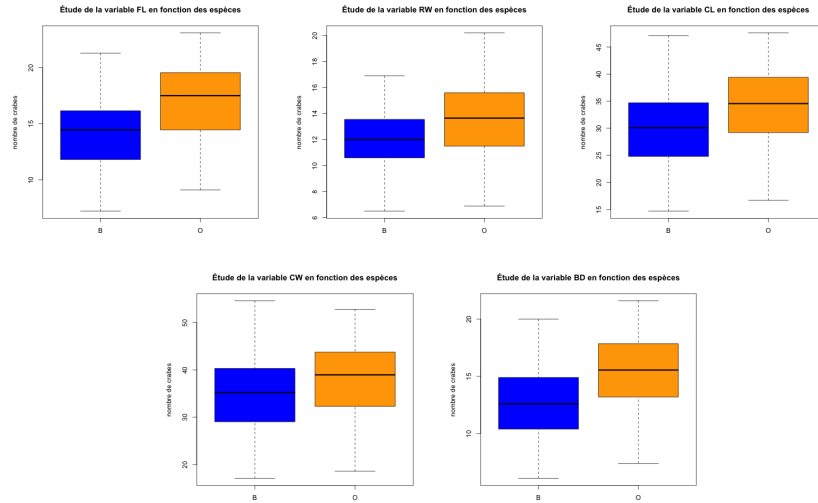 Étude de la variable FL en fonction des espèces
nombre de crabes
10
15
20
B O
Étude de la variable RW en fonction des espèces
nombre de crabes
6
8
10
12
14
16
18
20
B O
Étude de la variable CL en fonction des espèces
nombre de crabes
15
20
25
30
35
40
45
B O
Étude de la variable CW en fonction des espèces
nombre de crabes
20
30
40
50
B O
Étude de la variable BD en fonction des espèces
nombre de crabes
10
15
20
B O